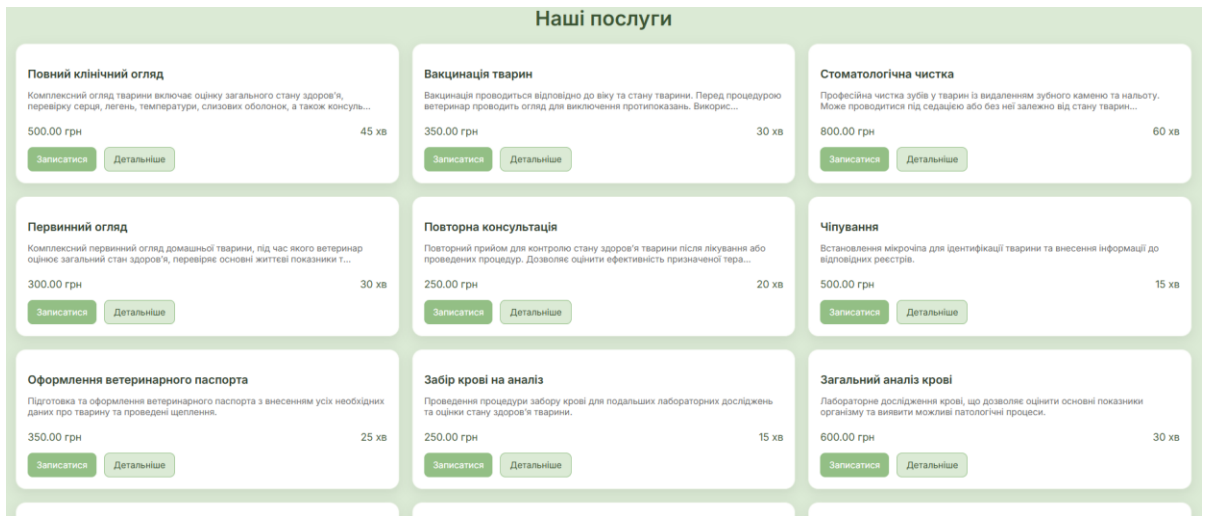 Наші послуги
Повний клінічний огляд
Комплексний огляд тварини включає оцінку загального стану здоров'я,
перевірку серця, легень, температури, слизових оболонок, а також консуль...
500.00 грн
45 хв
Записатися
Детальніше
Вакцинація тварин
Вакцинація проводиться відповідно до віку та стану тварини. Перед процедурою
ветеринар проводить огляд для виключення протипоказань. Використ...
350.00 грн
30 хв
Записатися
Детальніше
Стоматологічна чистка
Професійна чистка зубів у тварин із видаленням зубного каменю та нальоту.
Може проводитися під седацією або без неї залежно від стану тварин...
800.00 грн
60 хв
Записатися
Детальніше
Первинний огляд
Комплексний первинний огляд домашньої тварини, під час якого ветеринар
оцінює загальний стан здоров'я, перевіряє основні життєві показники т...
300.00 грн
30 хв
Записатися
Детальніше
Повторна консультація
Повторний прийом для контролю стану здоров'я тварини після лікування або
проведених процедур. Дозволяє оцінити ефективність призначеної тера...
250.00 грн
20 хв
Записатися
Детальніше
Чіпування
Встановлення мікрочіпа для ідентифікації тварини та внесення інформації до
відповідних реєстрів.
500.00 грн
15 хв
Записатися
Детальніше
Оформлення ветеринарного паспорта
Підготовка та оформлення ветеринарного паспорта з внесенням усіх необхідних
даних про тварину та проведені щеплення.
350.00 грн
25 хв
Записатися
Детальніше
Забір крові на аналіз
Проведення процедури забору крові для подальших лабораторних досліджень
та оцінки стану здоров'я тварини.
250.00 грн
15 хв
Записатися
Детальніше
Загальний аналіз крові
Лабораторне дослідження крові, що дозволяє оцінити основні показники
організму та виявити можливі патологічні процеси.
600.00 грн
30 хв
Записатися
Детальніше